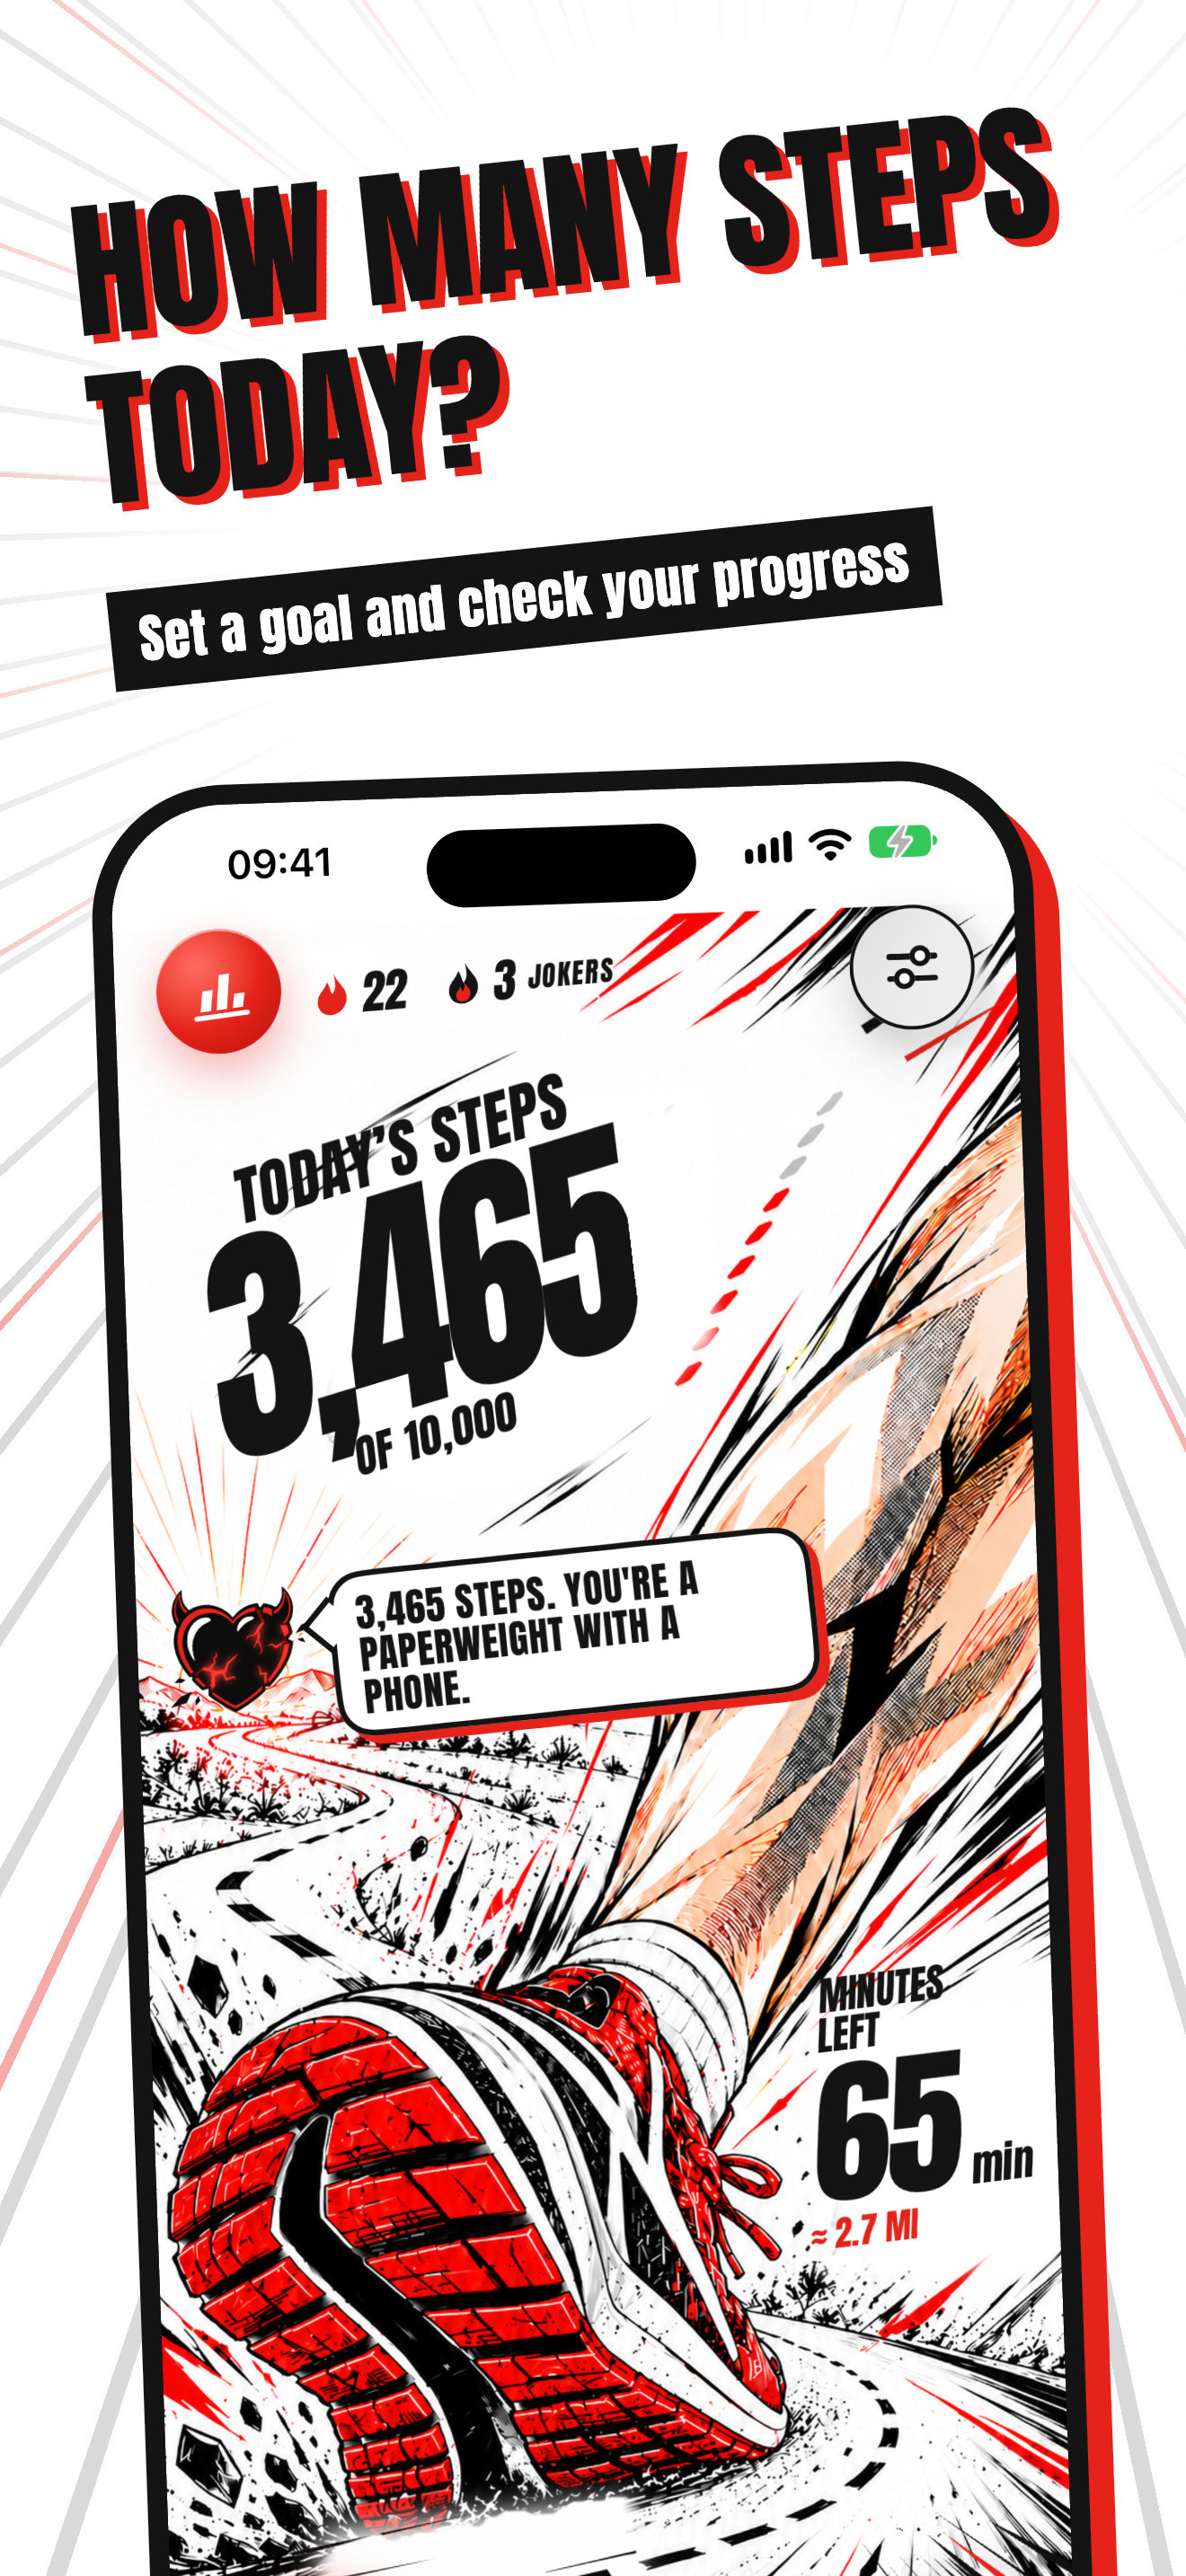 HOW MANY STEPS
TODAY?
Set a goal and check your progress
09:41
22
3 JOKERS
TODAY'S STEPS
3,465
OF 10,000
3,465 STEPS. YOU'RE A
PAPERWEIGHT WITH A
PHONE.
MINUTES
LEFT
65 min
≈ 2.7 MI